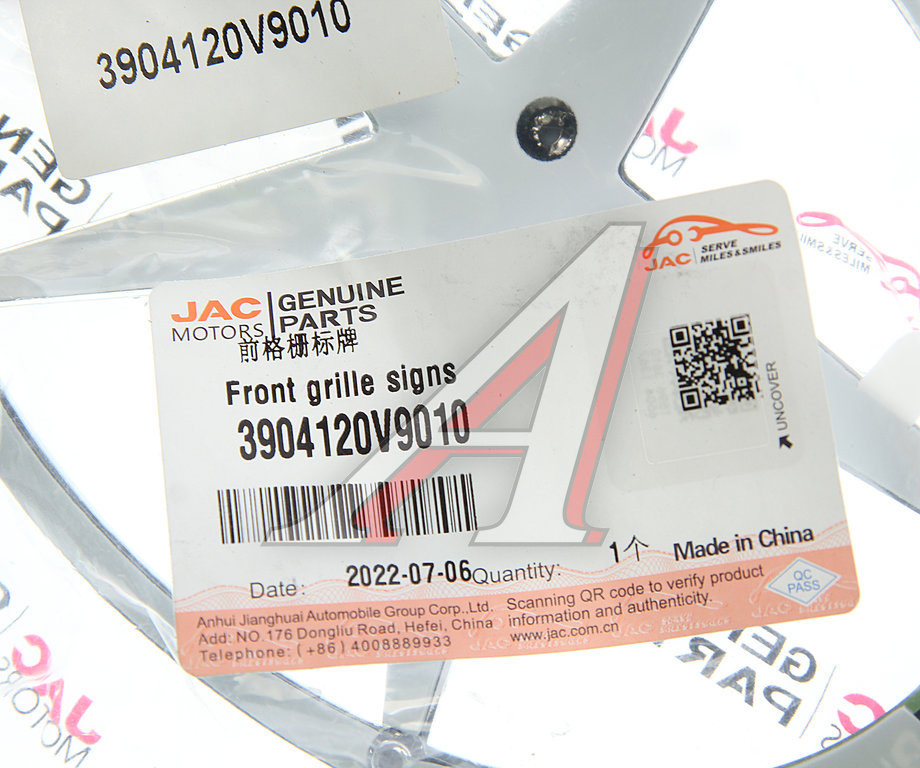 3904120V9010
JAC
MOTORS
GENUINE
PARTS
前格栅标牌
Front grille signs
3904120V9010
JAC
SERVE
MILES&SMILES
UNCOVER
Date:
2022-07-06
Quantity:
1个
Made in China
Anhui Jianghuai Automobile Group Corp.,Ltd.
Add: NO.176 Dongliu Road, Hefei, China
Telephone: (+86) 4008889933
Scanning QR code to verify product
information and authenticity.
www.jac.com.cn
QC
PASS
A